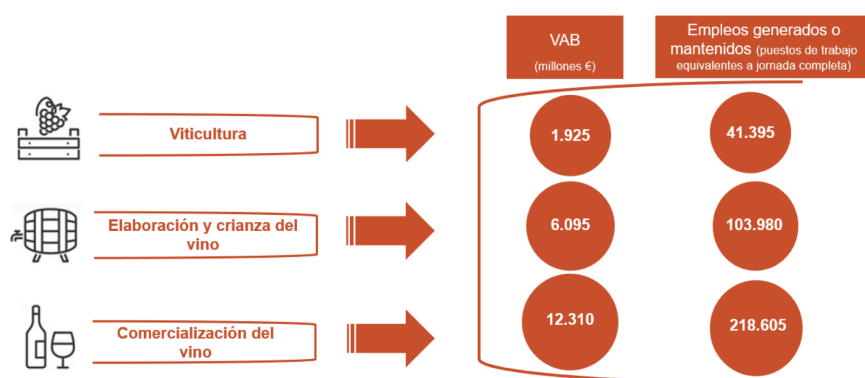 VAB
(millones €)
Empleos generados o
mantenidos (puestos de trabajo
equivalentes a jornada completa)
Viticultura
1.925
41.395
Elaboración y crianza del
vino
6.095
103.980
Comercialización del
vino
12.310
218.605